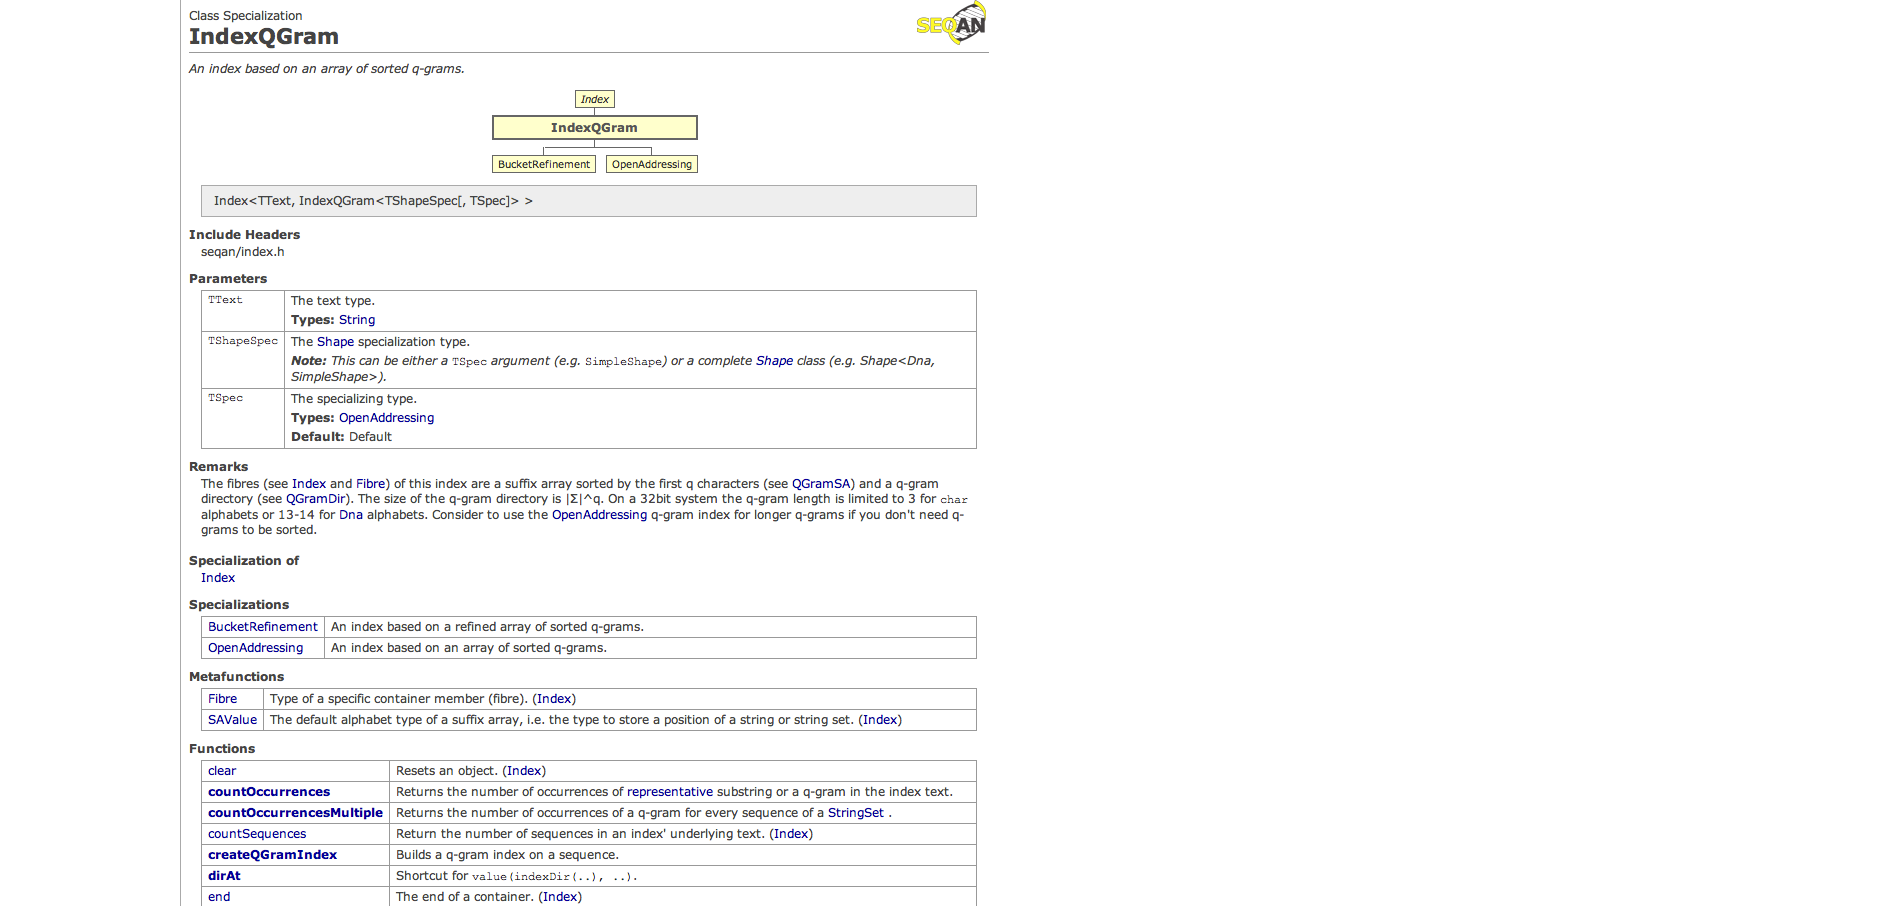 Class Specialization
IndexQGram
SEQAN
An index based on an array of sorted q-grams.
Index
IndexQGram
BucketRefinement OpenAddressing
Index<TText, IndexQGram<TShapeSpec[, TSpec]> >
Include Headers
seqan/index.h
Parameters
TText The text type.
Types: String
TShapeSpec The Shape specialization type.
Note: This can be either a TSpec argument (e.g. SimpleShape) or a complete Shape class (e.g. Shape<Dna,
SimpleShape>).
TSpec The specializing type.
Types: OpenAddressing
Default: Default
Remarks
The fibres (see Index and Fibre) of this index are a suffix array sorted by the first q characters (see QGramSA) and a q-gram
directory (see QGramDir). The size of the q-gram directory is |Σ|^q. On a 32bit system the q-gram length is limited to 3 for char
alphabets or 13-14 for Dna alphabets. Consider to use the OpenAddressing q-gram index for longer q-grams if you don't need q-
grams to be sorted.
Specialization of
Index
Specializations
BucketRefinement An index based on a refined array of sorted q-grams.
OpenAddressing An index based on an array of sorted q-grams.
Metafunctions
Fibre Type of a specific container member (fibre). (Index)
SAValue The default alphabet type of a suffix array, i.e. the type to store a position of a string or string set. (Index)
Functions
clear Resets an object. (Index)
countOccurrences Returns the number of occurrences of representative substring or a q-gram in the index text.
countOccurrencesMultiple Returns the number of occurrences of a q-gram for every sequence of a StringSet .
countSequences Return the number of sequences in an index' underlying text. (Index)
createQGramIndex Builds a q-gram index on a sequence.
dirAt Shortcut for value(indexDir(..), ..).
end The end of a container. (Index)